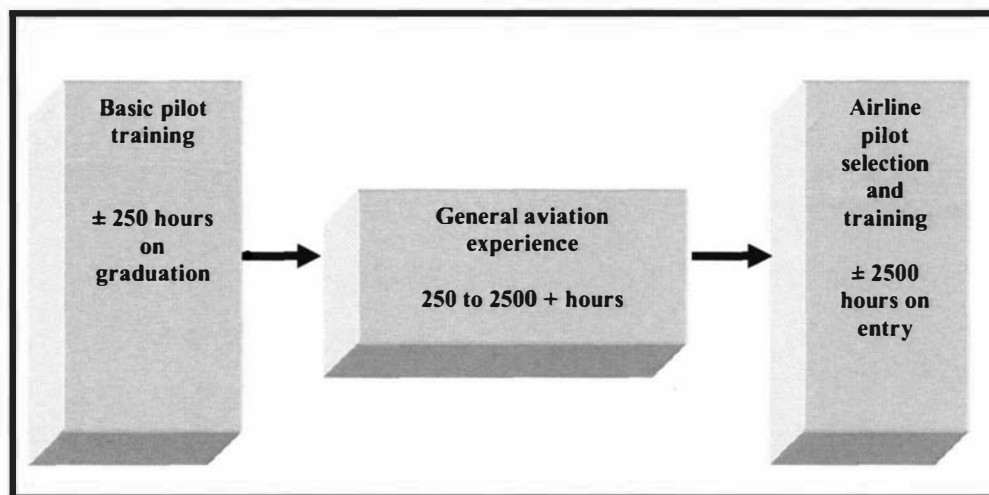 Basic pilot
training
± 250 hours
on
graduation
General aviation
experience
250 to 2500 + hours
Airline
pilot
selection
and
training
± 2500
hours on
entry